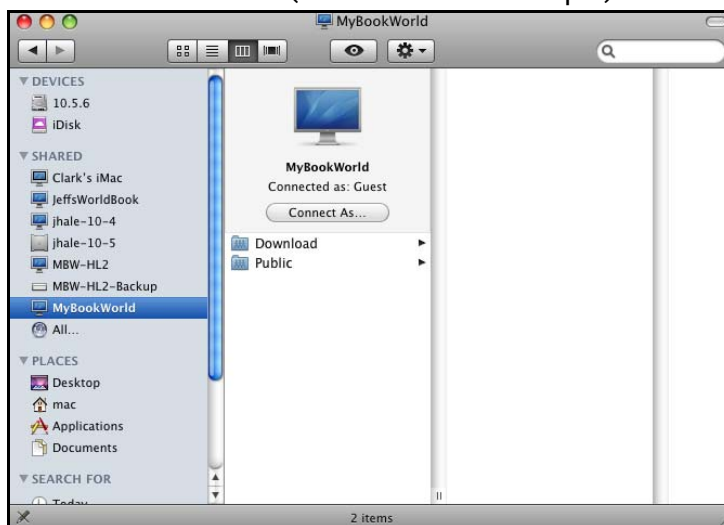 MyBookWorld
DEVICES
10.5.6
iDisk
SHARED
Clark's iMac
JeffsWorldBook
jhale-10-4
jhale-10-5
MBW-HL2
MBW-HL2-Backup
MyBookWorld
All...
PLACES
Desktop
mac
Applications
Documents
SEARCH FOR
Today
MyBookWorld
Connected as: Guest
Connect As...
Download
Public
2 items